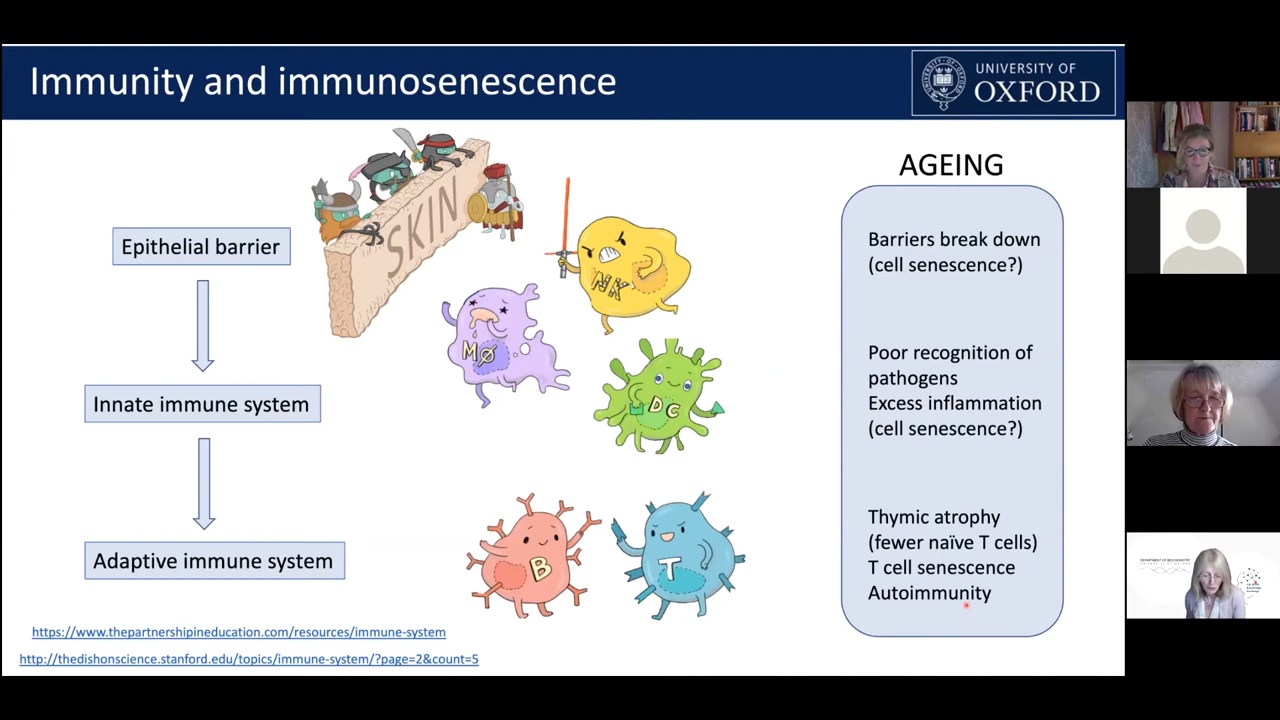 Immunity and immunosenescence
UNIVERSITY OF
OXFORD
AGEING
SKIN
Epithelial barrier
NK
MØ
DC
Innate immune system
B
T
Adaptive immune system
Barriers break down
(cell senescence?)
Poor recognition of
pathogens
Excess inflammation
(cell senescence?)
Thymic atrophy
(fewer naïve T cells)
T cell senescence
Autoimmunity
https://www.thepartnershipineducation.com/resources/immune-system
http://thedishonscience.stanford.edu/topics/immune-system/?page=2&count=5
DEPARTMENT OF BIOCHEMISTRY